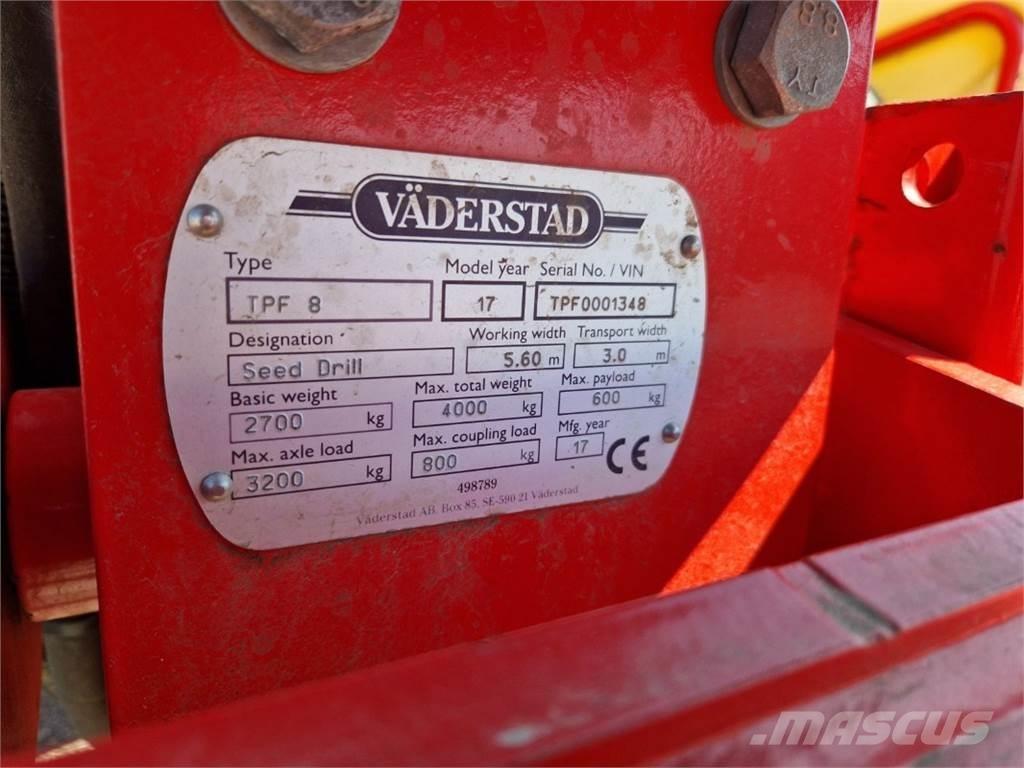 8.8
TY
VÄDERSTAD
Type Model year Serial No. / VIN
TPF 8 17 TPF0001348
Designation Working width Transport width
Seed Drill 5.60 m 3.0 m
Basic weight Max. total weight Max. payload
2700 kg 4000 kg 600 kg
Max. axle load Max. coupling load Mfg. year
3200 kg 800 kg 17 CE
498789
Väderstad AB, Box 85, SE-590 21 Väderstad
MASCUS